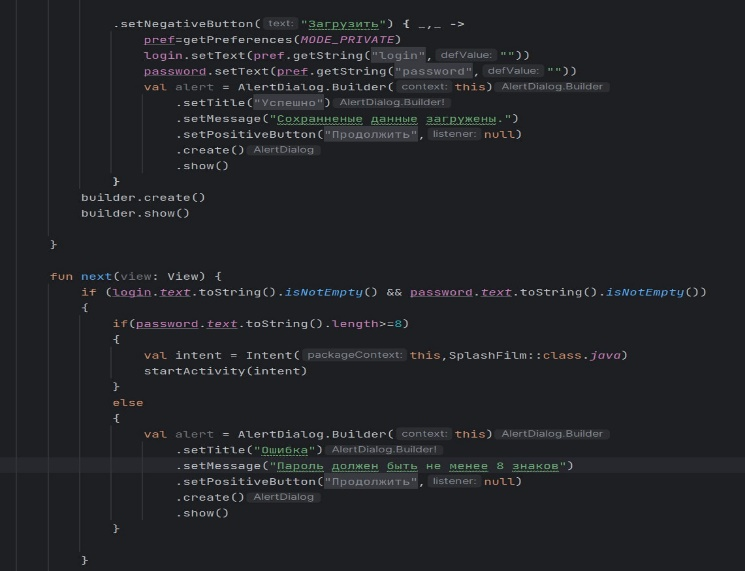 .setNegativeButton( text: "Загрузить") { _,_ ->
pref=getPreferences(MODE_PRIVATE)
login.setText(pref.getString("login", defValue: ""))
password.setText(pref.getString("password", defValue: ""))
val alert = AlertDialog.Builder( context: this) AlertDialog.Builder
.setTitle("Успешно") AlertDialog.Builder!
.setMessage("Сохранненые данные загружены.")
.setPositiveButton("Продолжить", listener: null)
.create() AlertDialog
.show()
}
builder.create()
builder.show()
}
fun next(view: View) {
if (login.text.toString().isNotEmpty() && password.text.toString().isNotEmpty())
{
if(password.text.toString().length>=8)
{
val intent = Intent( packageContext: this,SplashFilm::class.java)
startActivity(intent)
}
else
{
val alert = AlertDialog.Builder( context: this) AlertDialog.Builder
.setTitle("Ошибка") AlertDialog.Builder!
.setMessage("Пароль должен быть не менее 8 знаков")
.setPositiveButton("Продолжить", listener: null)
.create() AlertDialog
.show()
}
}